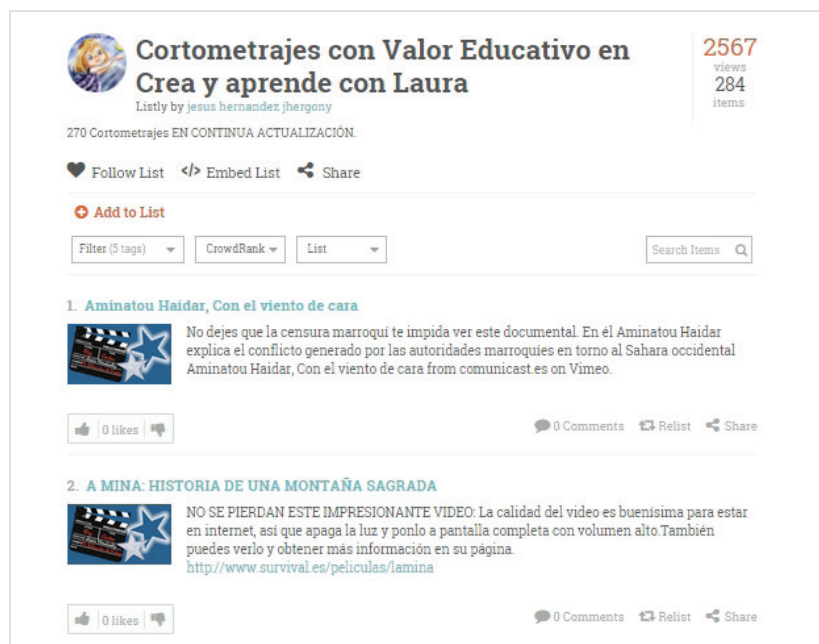 Cortometrajes con Valor Educativo en
Crea y aprende con Laura
Listly by jesus hernandez jhergony
2567
views
284
items
270 Cortometrajes EN CONTINUA ACTUALIZACIÓN.
Follow List </> Embed List Share
Add to List
Filter (5 tags) CrowdRank List Search Items
1. Aminatou Haidar, Con el viento de cara
No dejes que la censura marroquí te impida ver este documental. En él Aminatou Haidar
explica el conflicto generado por las autoridades marroquíes en torno al Sahara occidental
Aminatou Haidar, Con el viento de cara from comunicast.es on Vimeo.
0 likes 0 Comments Relist Share
2. A MINA: HISTORIA DE UNA MONTAÑA SAGRADA
NO SE PIERDAN ESTE IMPRESIONANTE VIDEO: La calidad del video es buenísima para estar
en internet, así que apaga la luz y ponlo a pantalla completa con volumen alto.También
puedes verlo y obtener más información en su página.
http://www.survival.es/peliculas/lamina
0 likes 0 Comments Relist Share